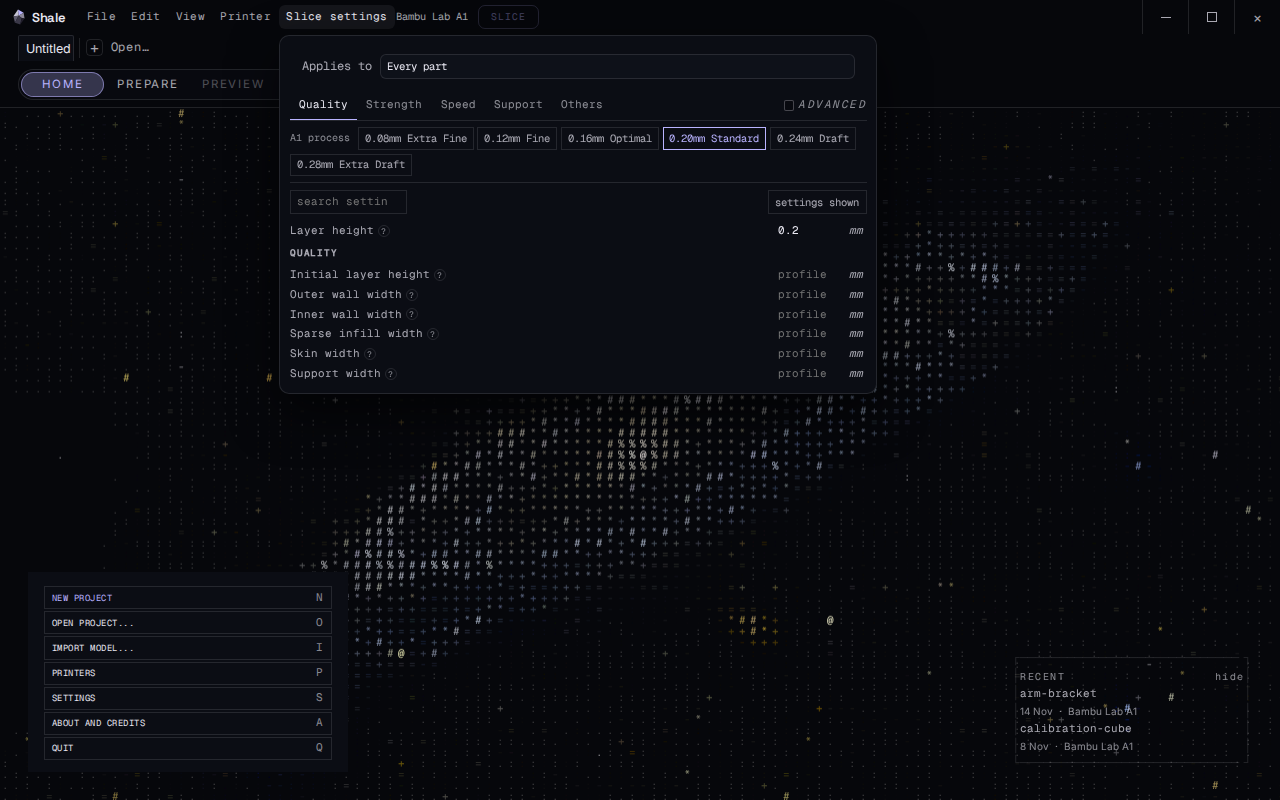 Shale File Edit View Printer Slice settings Bambu Lab A1 SLICE
Untitled + Open…
HOME PREPARE PREVIEW
Applies to Every part
Quality Strength Speed Support Others ADVANCED
A1 process 0.08mm Extra Fine 0.12mm Fine 0.16mm Optimal 0.20mm Standard 0.24mm Draft
0.28mm Extra Draft
search settin settings shown
Layer height ? 0.2 mm
QUALITY
Initial layer height ? profile mm
Outer wall width ? profile mm
Inner wall width ? profile mm
Sparse infill width ? profile mm
Skin width ? profile mm
Support width ? profile mm
NEW PROJECT N
OPEN PROJECT... O
IMPORT MODEL... I
PRINTERS P
SETTINGS S
ABOUT AND CREDITS A
QUIT Q
RECENT hide
arm-bracket
14 Nov · Bambu Lab A1
calibration-cube
8 Nov · Bambu Lab A1